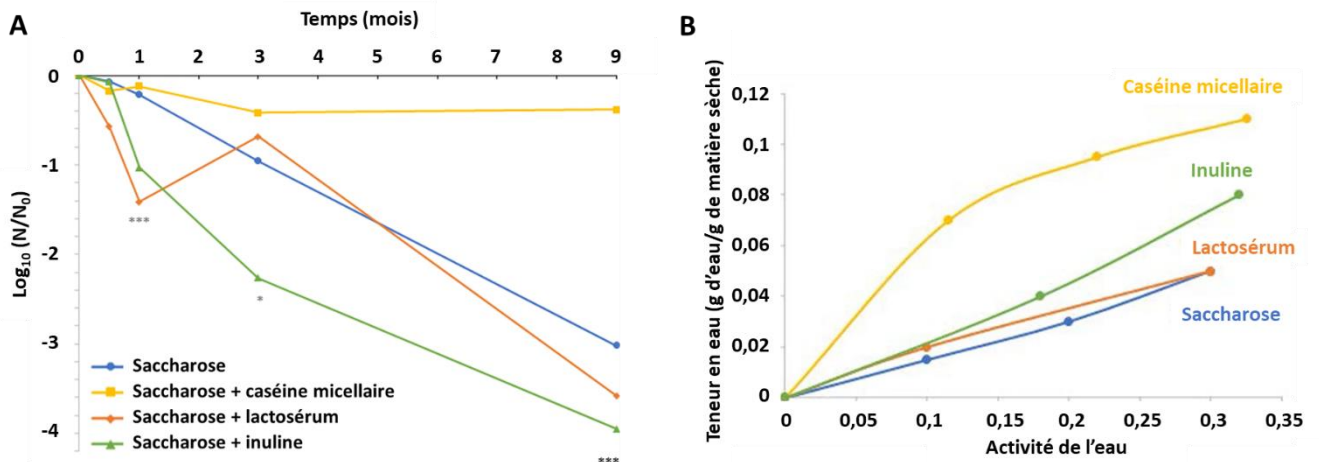 A
Temps (mois)
0 1 2 3 4 5 6 7 8 9
0
-1
-2
-3
-4
Log₁₀ (N/N₀)
***
*
***
Saccharose
Saccharose + caséine micellaire
Saccharose + lactosérum
Saccharose + inuline
B
Teneur en eau (g d'eau/g de matière sèche)
0,12
0,1
0,08
0,06
0,04
0,02
0
Caséine micellaire
Inuline
Lactosérum
Saccharose
0 0,05 0,1 0,15 0,2 0,25 0,3 0,35
Activité de l'eau